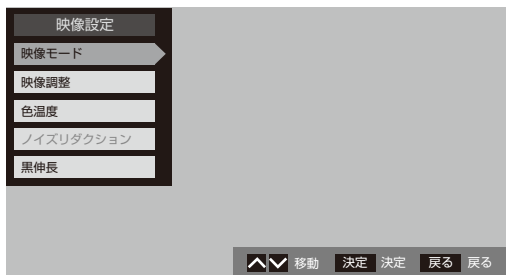 映像設定
映像モード
映像調整
色温度
ノイズリダクション
黒伸長
移動 決定 決定 戻る 戻る